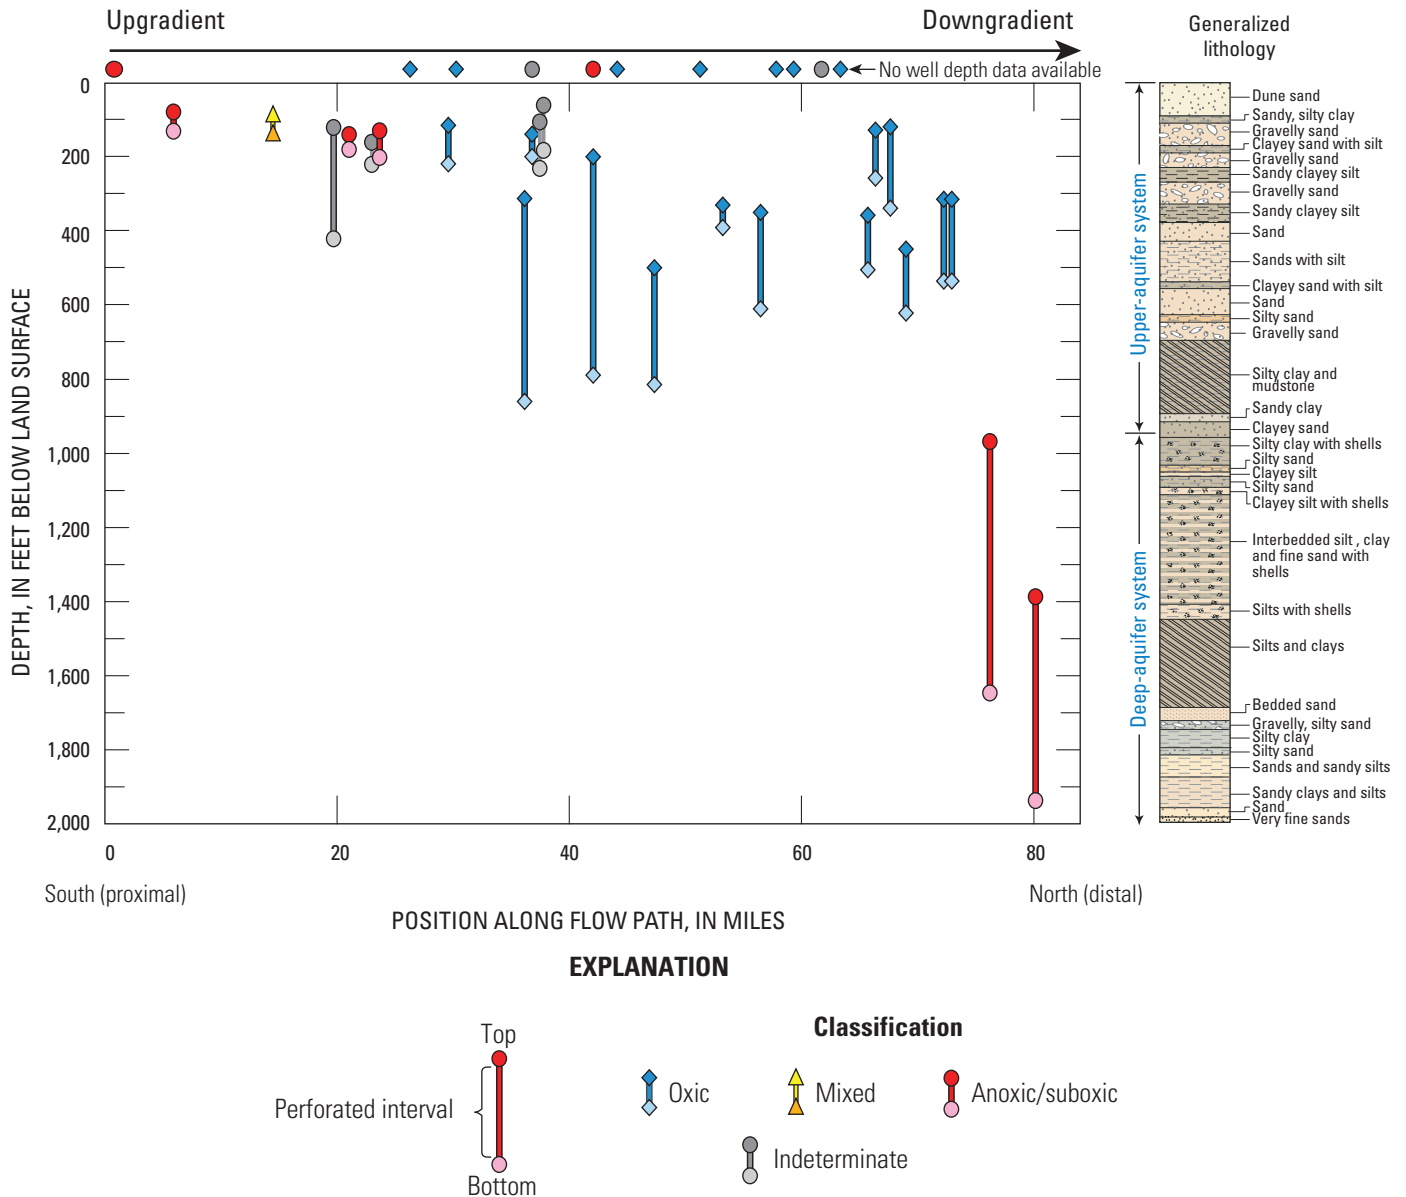 Upgradient
Downgradient
Generalized
lithology
No well depth data available
0
200
400
600
800
1,000
1,200
1,400
1,600
1,800
2,000
DEPTH, IN FEET BELOW LAND SURFACE
0
20
40
60
80
South (proximal)
North (distal)
POSITION ALONG FLOW PATH, IN MILES
Upper-aquifer system
Deep-aquifer system
Dune sand
Sandy, silty clay
Gravelly sand
Clayey sand with silt
Gravelly sand
Sandy clayey silt
Gravelly sand
Sandy clayey silt
Sand
Sands with silt
Clayey sand with silt
Sand
Silty sand
Gravelly sand
Silty clay and
mudstone
Sandy clay
Clayey sand
Silty clay with shells
Silty sand
Clayey silt
Silty sand
Clayey silt with shells
Interbedded silt , clay
and fine sand with
shells
Silts with shells
Silts and clays
Bedded sand
Gravelly, silty sand
Silty clay
Silty sand
Sands and sandy silts
Sandy clays and silts
Sand
Very fine sands
EXPLANATION
Top
Perforated interval
Bottom
Classification
Oxic
Mixed
Anoxic/suboxic
Indeterminate